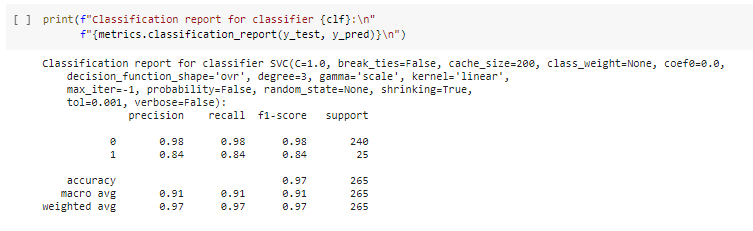 [ ] print(f"Classification report for classifier {clf}:\n"
f"{metrics.classification_report(y_test, y_pred)}\n")
Classification report for classifier SVC(C=1.0, break_ties=False, cache_size=200, class_weight=None, coef0=0.0,
decision_function_shape='ovr', degree=3, gamma='scale', kernel='linear',
max_iter=-1, probability=False, random_state=None, shrinking=True,
tol=0.001, verbose=False):
precision recall f1-score support
0 0.98 0.98 0.98 240
1 0.84 0.84 0.84 25
accuracy 0.97 265
macro avg 0.91 0.91 0.91 265
weighted avg 0.97 0.97 0.97 265